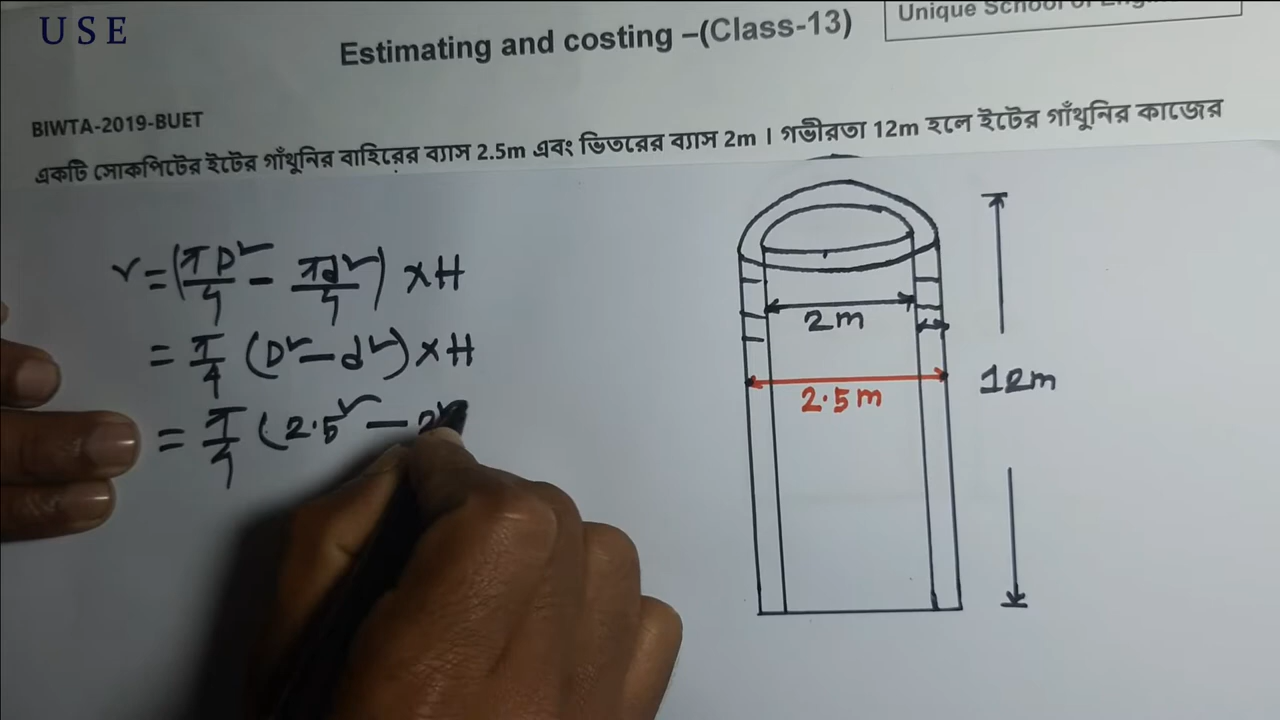 U S E
Estimating and costing –(Class-13)
Unique School of
BIWTA-2019-BUET
একটি সোকপিটের ইটের গাঁথুনির বাহিরের ব্যাস 2.5m এবং ভিতরের ব্যাস 2m । গভীরতা 12m হলে ইটের গাঁথুনির কাজের
v = (πD²/4 - πd²/4) × H
= π/4 (D² - d²) × H
= π/4 (2.5² - 2²
2m
2.5m
12m